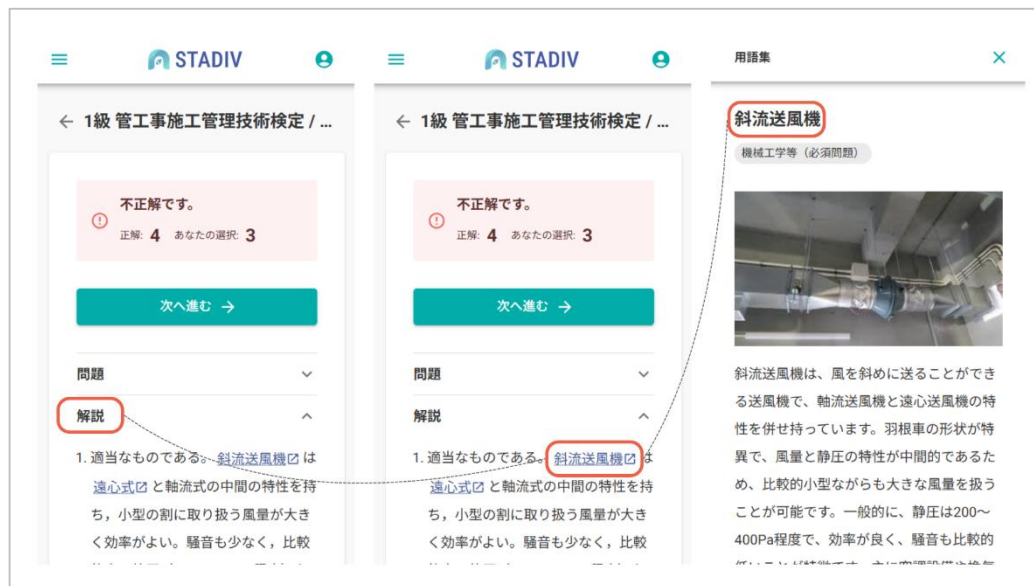 STADIV
← 1級 管工事施工管理技術検定 / ...
不正解です。
正解: 4 あなたの選択: 3
次へ進む →
問題
解説
1. 適当なものである。 斜流送風機 は
遠心式 と軸流式の中間の特性を持
ち，小型の割に取り扱う風量が大き
く効率がよい。騒音も少なく，比較
STADIV
← 1級 管工事施工管理技術検定 / ...
不正解です。
正解: 4 あなたの選択: 3
次へ進む →
問題
解説
1. 適当なものである。 斜流送風機 は
遠心式 と軸流式の中間の特性を持
ち，小型の割に取り扱う風量が大き
く効率がよい。騒音も少なく，比較
用語集
斜流送風機
機械工学等（必須問題）
斜流送風機は、風を斜めに送ることができ
る送風機で、軸流送風機と遠心送風機の特
性を併せ持っています。羽根車の形状が特
異で、風量と静圧の特性が中間的であるた
め、比較的小型ながらも大きな風量を扱う
ことが可能です。一般的に、静圧は200〜
400Pa程度で、効率が良く、騒音も比較的